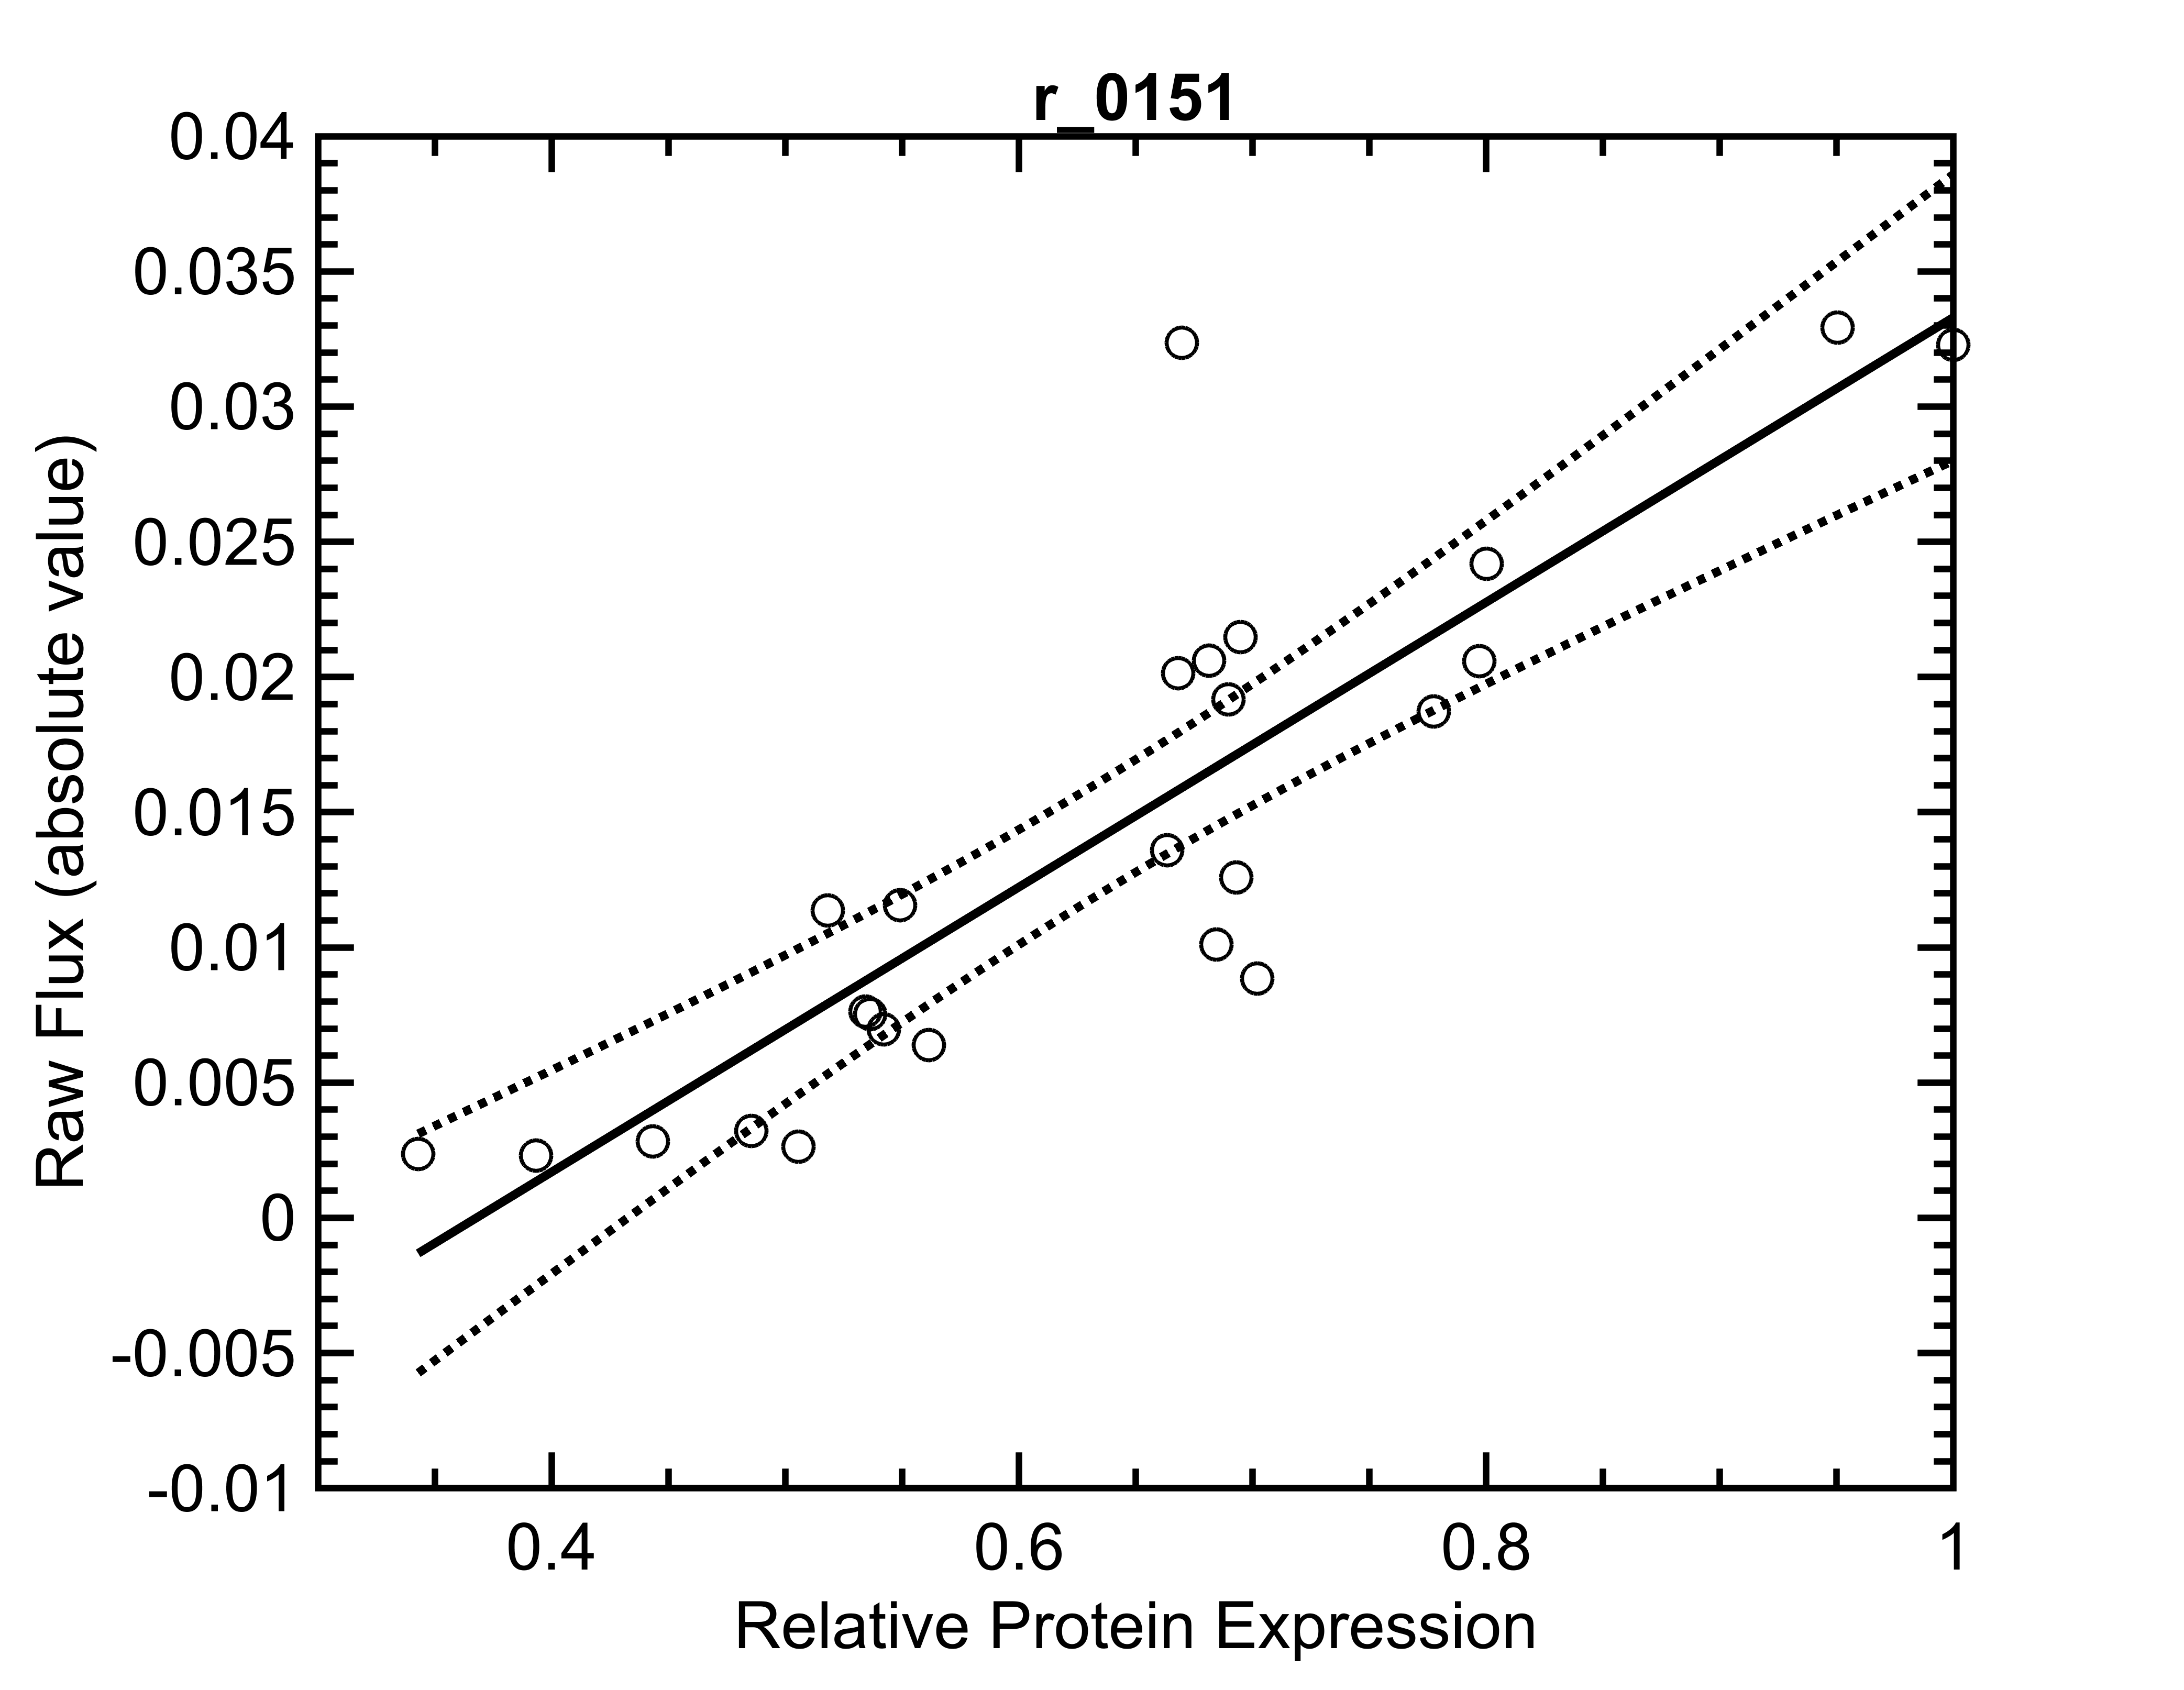 r_0151
0.04
0.035
0.03
0.025
0.02
0.015
0.01
0.005
0
-0.005
-0.01
Raw Flux (absolute value)
0.4 0.6 0.8 1
Relative Protein Expression